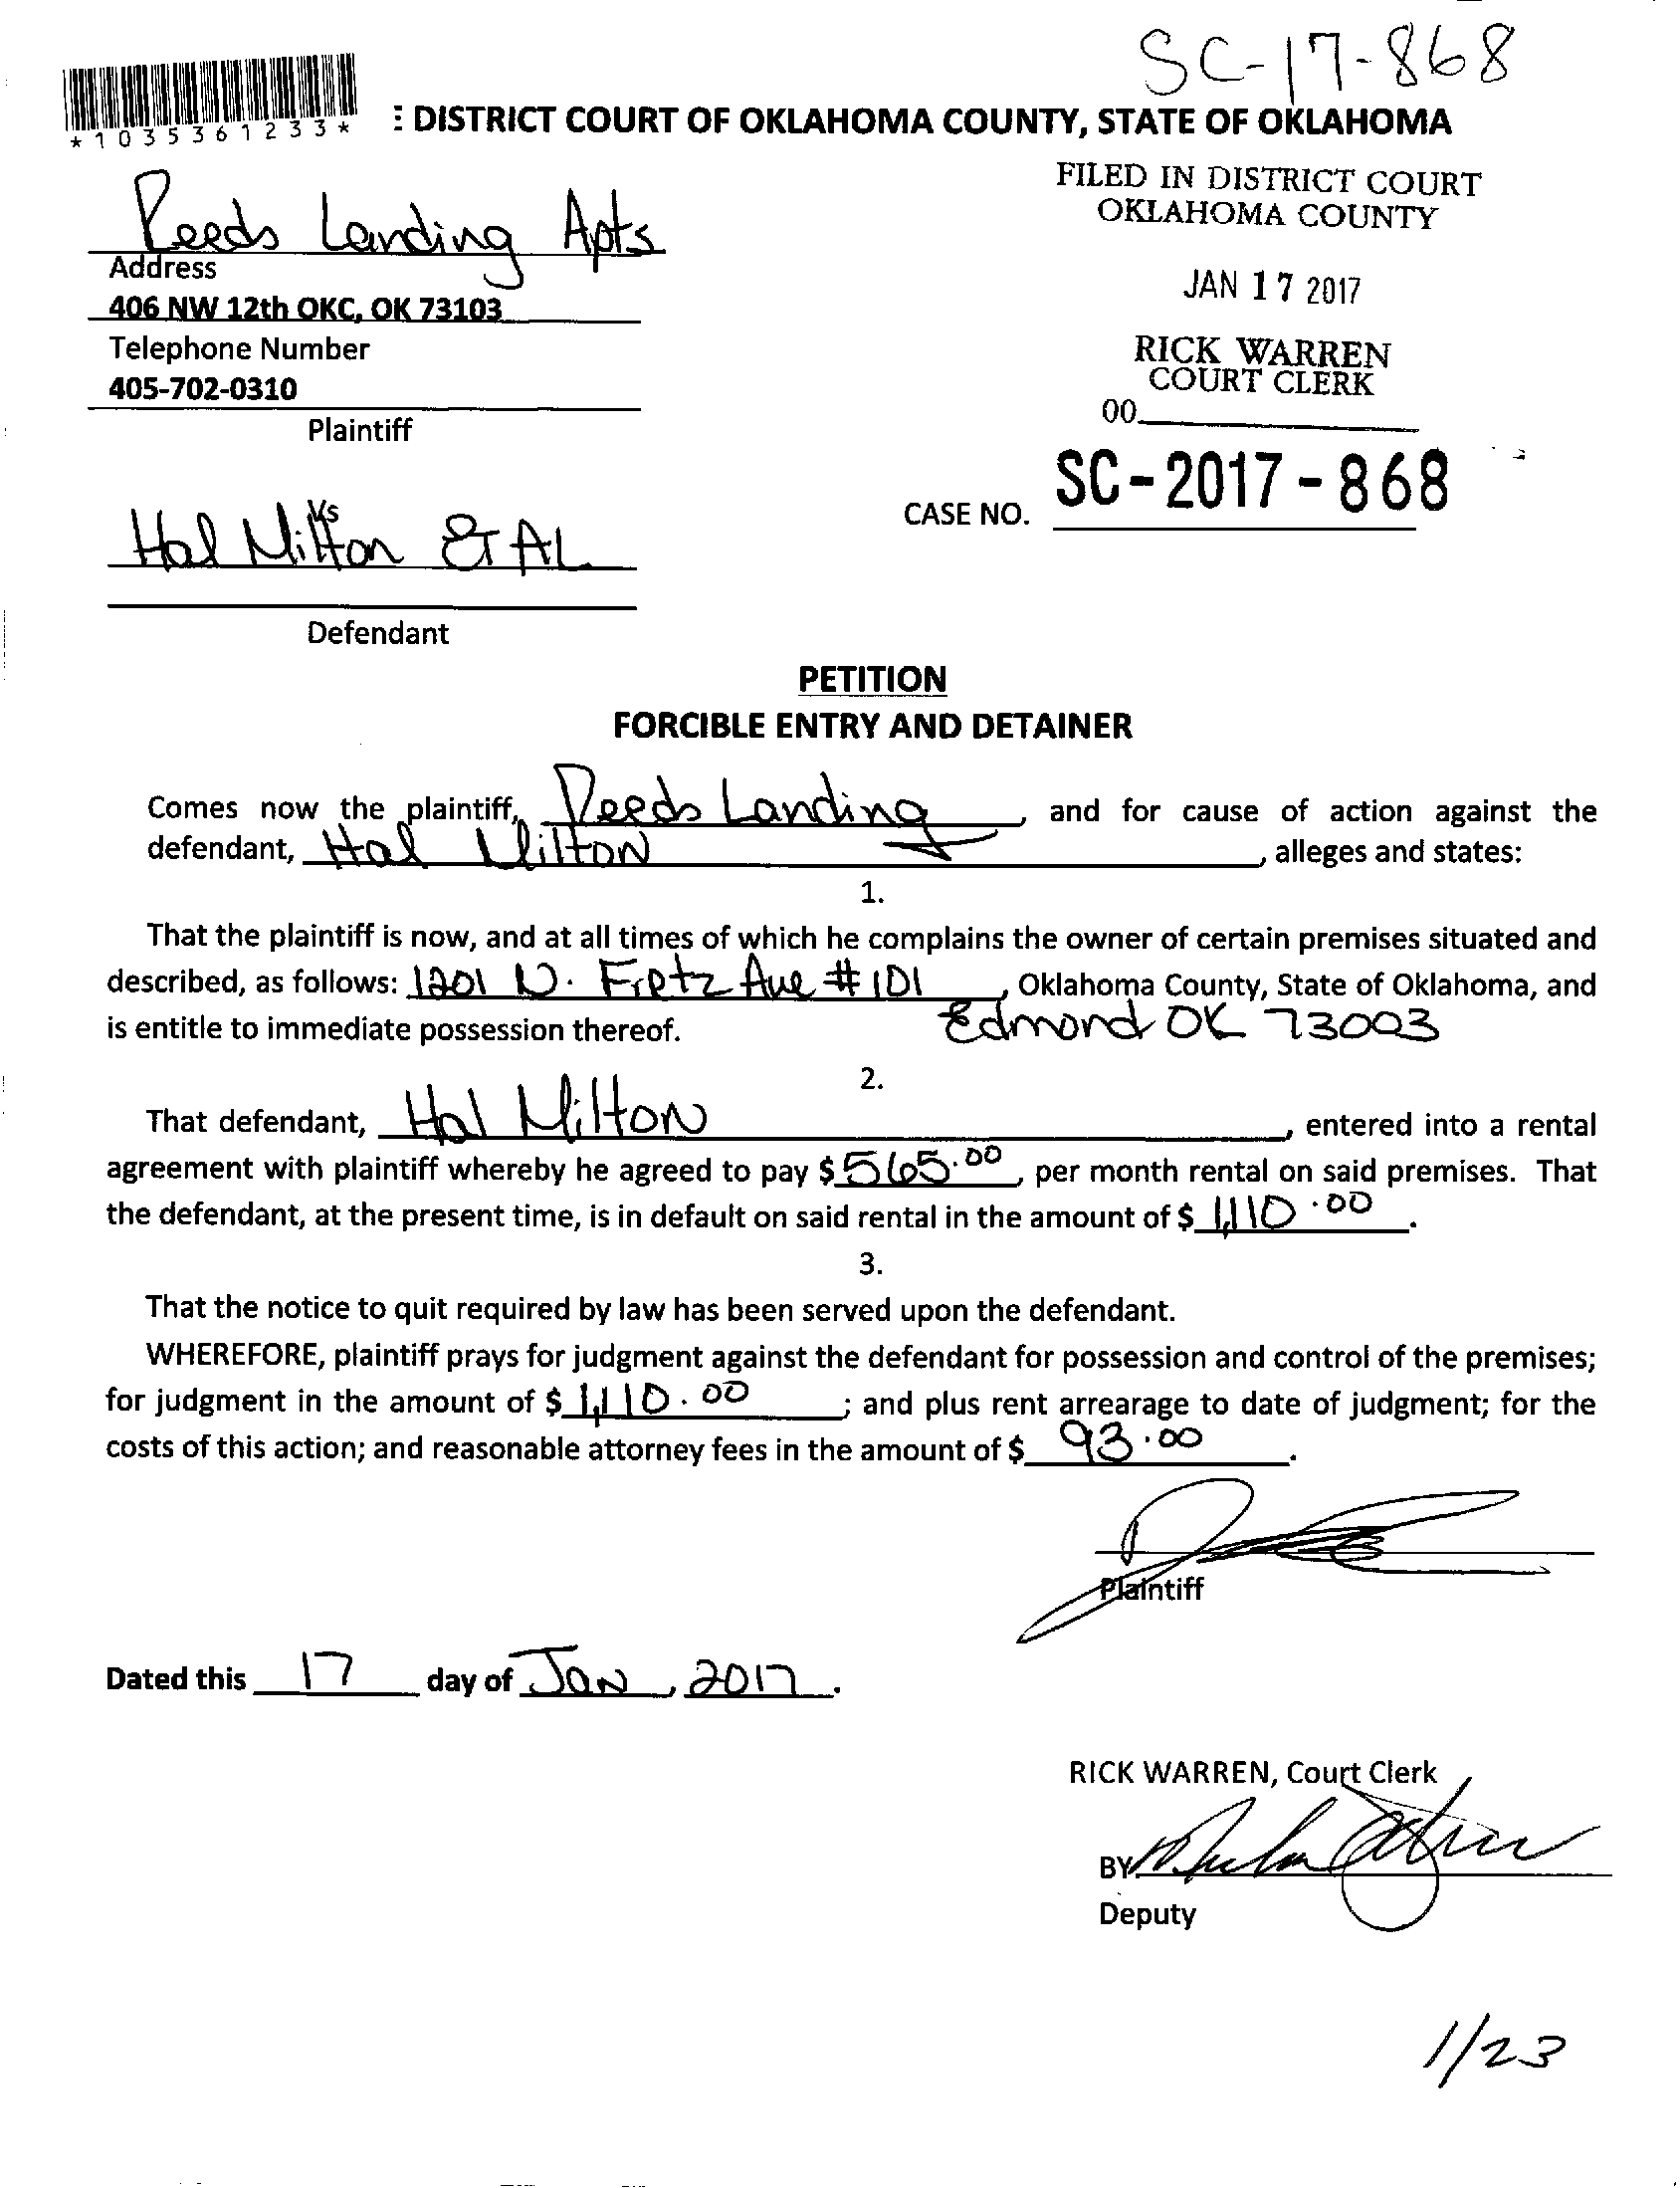 SC-17-868
*1035361233*
E DISTRICT COURT OF OKLAHOMA COUNTY, STATE OF OKLAHOMA
FILED IN DISTRICT COURT
OKLAHOMA COUNTY
Reeds Landing Apts
Address
406 NW 12th OKC, OK 73103
JAN 17 2017
Telephone Number
RICK WARREN
COURT CLERK
405-702-0310
00
Plaintiff
SC-2017-868
CASE NO.
Vs
Hal Milton ET AL
Defendant
PETITION
FORCIBLE ENTRY AND DETAINER
Comes now the plaintiff, Reeds Landing, and for cause of action against the
defendant, Hal Milton, alleges and states:
1.
That the plaintiff is now, and at all times of which he complains the owner of certain premises situated and
described, as follows: 1201 N. Fretz Ave #101, Oklahoma County, State of Oklahoma, and
is entitle to immediate possession thereof. Edmond OK 73003
2.
That defendant, Hal Milton, entered into a rental
agreement with plaintiff whereby he agreed to pay $565.00, per month rental on said premises. That
the defendant, at the present time, is in default on said rental in the amount of $1,110.00.
3.
That the notice to quit required by law has been served upon the defendant.
WHEREFORE, plaintiff prays for judgment against the defendant for possession and control of the premises;
for judgment in the amount of $1,110.00; and plus rent arrearage to date of judgment; for the
costs of this action; and reasonable attorney fees in the amount of $93.00.
Plaintiff
Dated this 17 day of Jan, 2017.
RICK WARREN, Court Clerk
BY.
Deputy
1/23